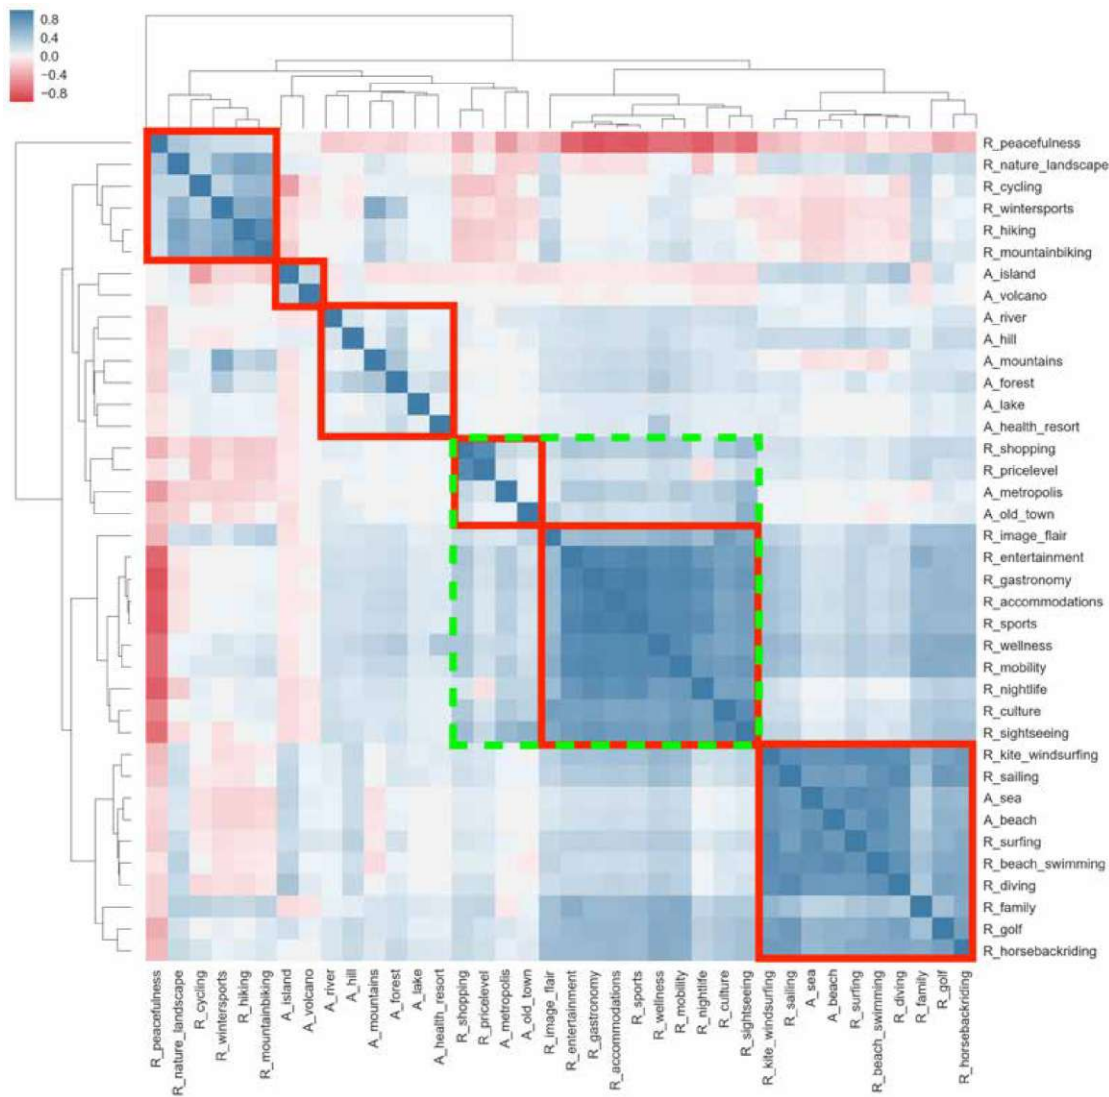 0.8
0.4
0.0
−0.4
−0.8
R_peacefulness
R_nature_landscape
R_cycling
R_wintersports
R_hiking
R_mountainbiking
A_island
A_volcano
A_river
A_hill
A_mountains
A_forest
A_lake
A_health_resort
R_shopping
R_pricelevel
A_metropolis
A_old_town
R_image_flair
R_entertainment
R_gastronomy
R_accommodations
R_sports
R_wellness
R_mobility
R_nightlife
R_culture
R_sightseeing
R_kite_windsurfing
R_sailing
A_sea
A_beach
R_surfing
R_beach_swimming
R_diving
R_family
R_golf
R_horsebackriding
R_peacefulness
R_nature_landscape
R_cycling
R_wintersports
R_hiking
R_mountainbiking
A_island
A_volcano
A_river
A_hill
A_mountains
A_forest
A_lake
A_health_resort
R_shopping
R_pricelevel
A_metropolis
A_old_town
R_image_flair
R_entertainment
R_gastronomy
R_accommodations
R_sports
R_wellness
R_mobility
R_nightlife
R_culture
R_sightseeing
R_kite_windsurfing
R_sailing
A_sea
A_beach
R_surfing
R_beach_swimming
R_diving
R_family
R_golf
R_horsebackriding